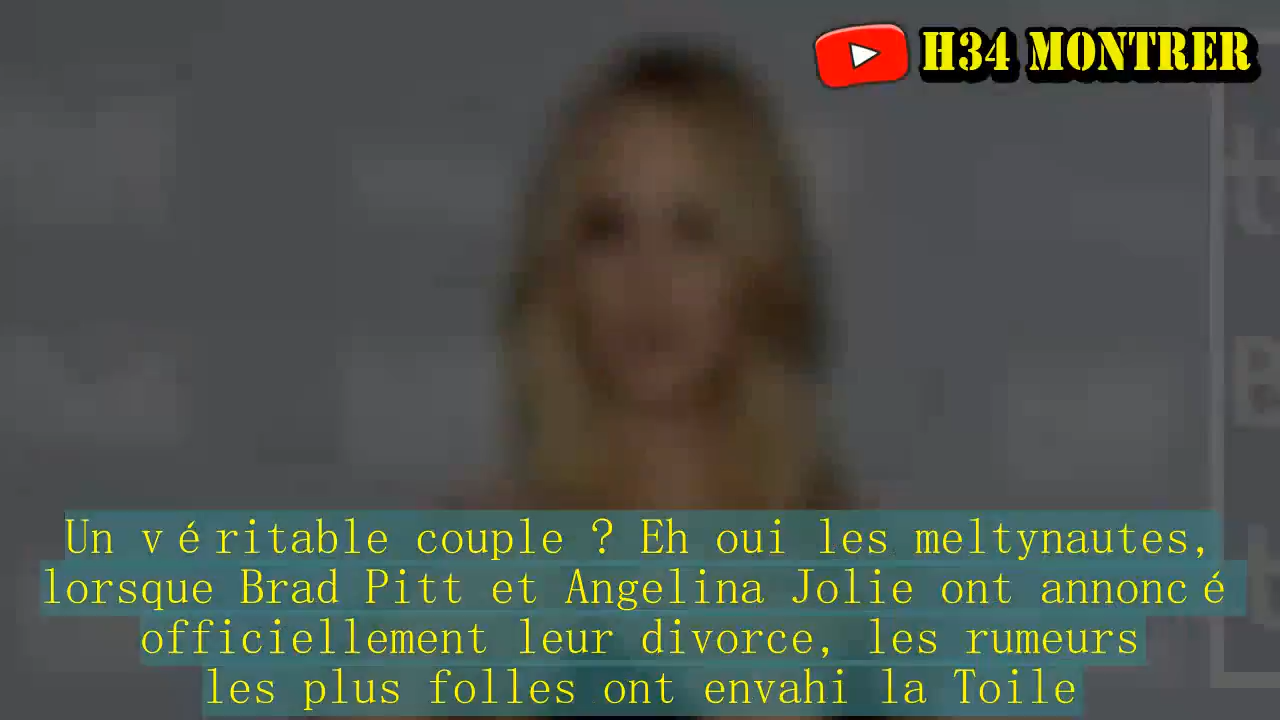 H34 MONTRER
Un véritable couple ? Eh oui les meltynautes,
lorsque Brad Pitt et Angelina Jolie ont annoncé
officiellement leur divorce, les rumeurs
les plus folles ont envahi la Toile